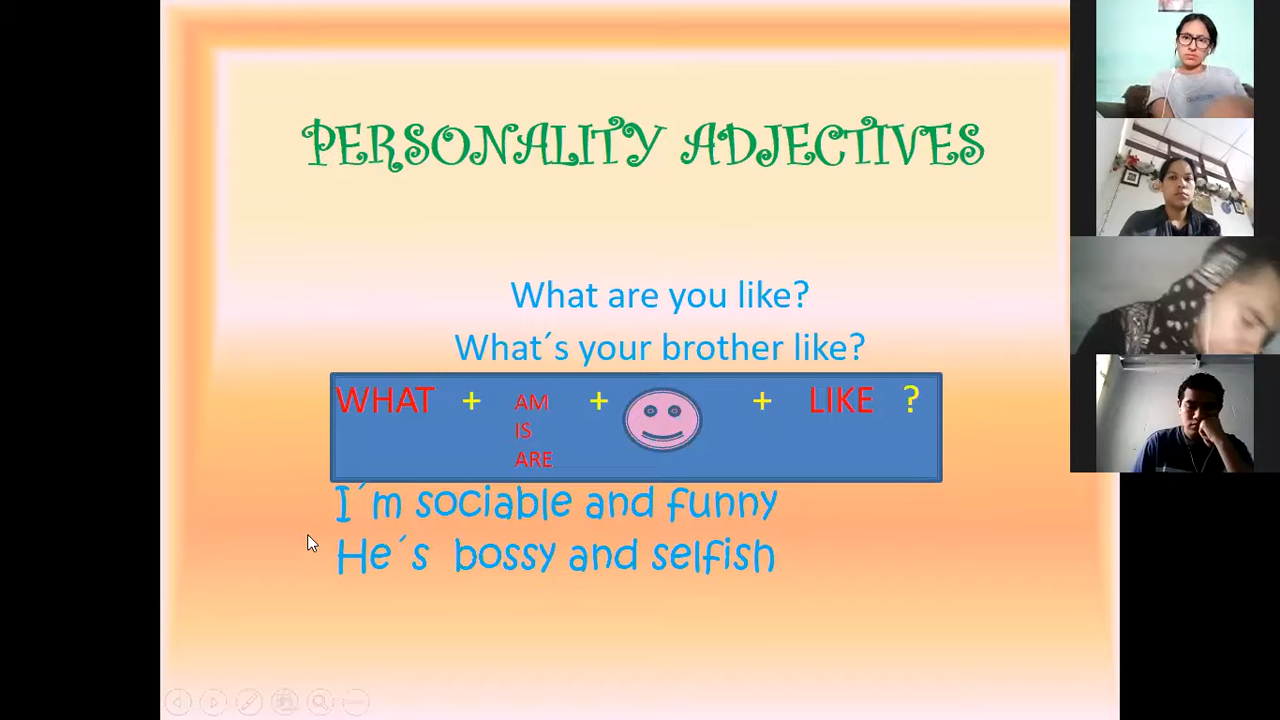 PERSONALITY ADJECTIVES
What are you like?
What´s your brother like?
WHAT + AM + + LIKE ?
IS
ARE
I´m sociable and funny
He´s bossy and selfish